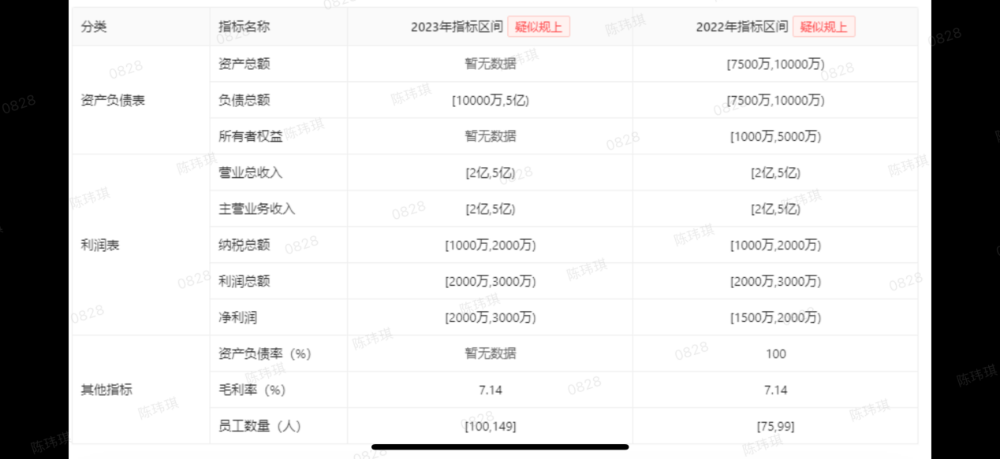 分类 指标名称 2023年指标区间 疑似规上 2022年指标区间 疑似规上
资产总额 暂无数据 [7500万,10000万)
资产负债表 负债总额 [10000万,5亿) [7500万,10000万)
所有者权益 暂无数据 [1000万,5000万)
营业总收入 [2亿,5亿) [2亿,5亿)
主营业务收入 [2亿,5亿) [2亿,5亿)
利润表 纳税总额 [1000万,2000万) [1000万,2000万)
利润总额 [2000万,3000万) [2000万,3000万)
净利润 [2000万,3000万) [1500万,2000万)
资产负债率（%） 暂无数据 100
其他指标 毛利率（%） 7.14 7.14
员工数量（人） [100,149] [75,99]
陈玮琪 0828